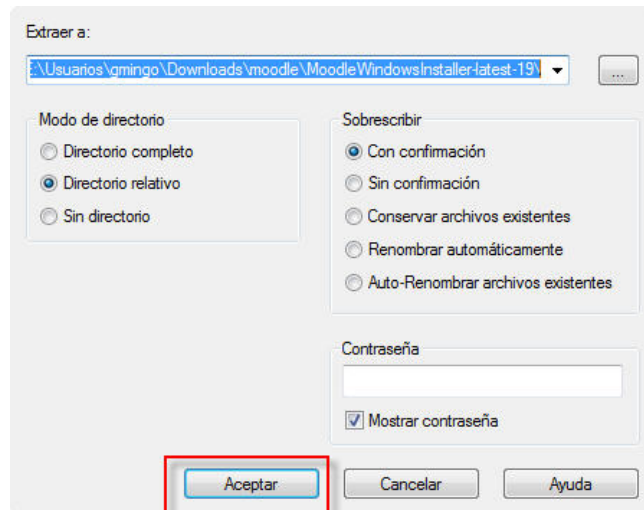 Extraer a:
:\Usuarios\gmingo\Downloads\moodle\MoodleWindowsInstaller-latest-19\
...
Modo de directorio
Directorio completo
Directorio relativo
Sin directorio
Sobrescribir
Con confirmación
Sin confirmación
Conservar archivos existentes
Renombrar automáticamente
Auto-Renombrar archivos existentes
Contraseña
Mostrar contraseña
Aceptar
Cancelar
Ayuda